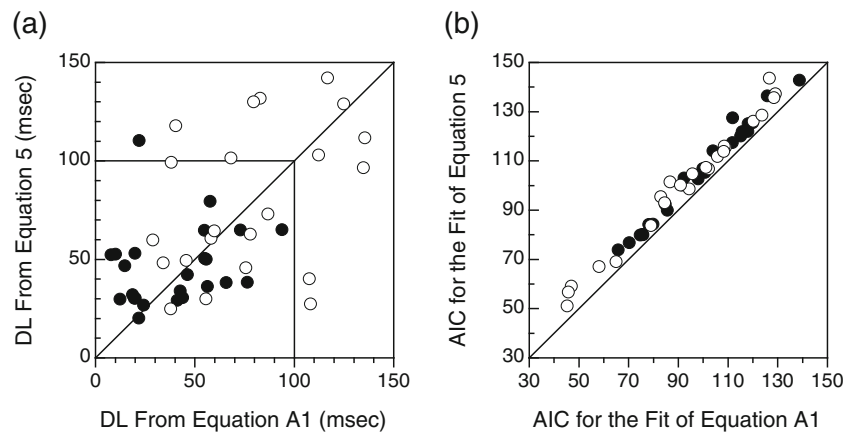 (a)
150
100
50
0
DL From Equation 5 (msec)
0 50 100 150
DL From Equation A1 (msec)
(b)
150
130
110
90
70
50
30
AIC for the Fit of Equation 5
30 50 70 90 110 130 150
AIC for the Fit of Equation A1